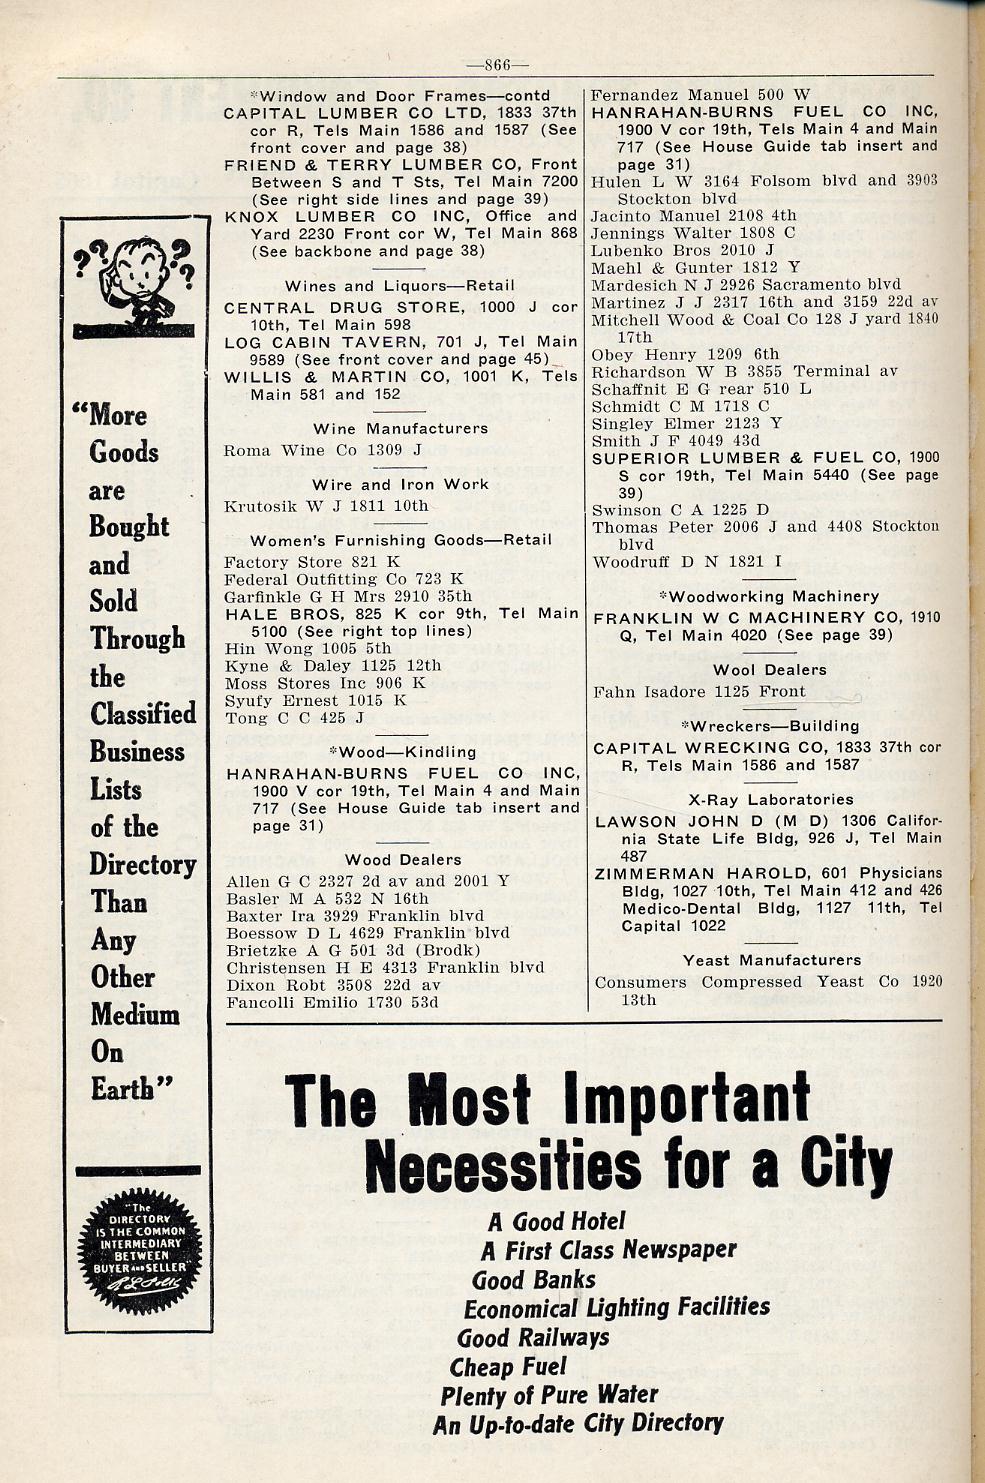 —866—
*Window and Door Frames—contd
CAPITAL LUMBER CO LTD, 1833 37th
cor R, Tels Main 1586 and 1587 (See
front cover and page 38)
FRIEND & TERRY LUMBER CO, Front
Between S and T Sts, Tel Main 7200
(See right side lines and page 39)
KNOX LUMBER CO INC, Office and
Yard 2230 Front cor W, Tel Main 868
(See backbone and page 38)
Wines and Liquors—Retail
CENTRAL DRUG STORE, 1000 J cor
10th, Tel Main 598
LOG CABIN TAVERN, 701 J, Tel Main
9589 (See front cover and page 45)
WILLIS & MARTIN CO, 1001 K, Tels
Main 581 and 152
Wine Manufacturers
Roma Wine Co 1309 J
Wire and Iron Work
Krutosik W J 1811 10th
Women's Furnishing Goods—Retail
Factory Store 821 K
Federal Outfitting Co 723 K
Garfinkle G H Mrs 2910 35th
HALE BROS, 825 K cor 9th, Tel Main
5100 (See right top lines)
Hin Wong 1005 5th
Kyne & Daley 1125 12th
Moss Stores Inc 906 K
Syufy Ernest 1015 K
Tong C C 425 J
*Wood—Kindling
HANRAHAN-BURNS FUEL CO INC,
1900 V cor 19th, Tel Main 4 and Main
717 (See House Guide tab insert and
page 31)
Wood Dealers
Allen G C 2327 2d av and 2001 Y
Basler M A 532 N 16th
Baxter Ira 3929 Franklin blvd
Boessow D L 4629 Franklin blvd
Brietzke A G 501 3d (Brodk)
Christensen H E 4313 Franklin blvd
Dixon Robt 3508 22d av
Fancolli Emilio 1730 53d
Fernandez Manuel 500 W
HANRAHAN-BURNS FUEL CO INC,
1900 V cor 19th, Tels Main 4 and Main
717 (See House Guide tab insert and
page 31)
Hulen L W 3164 Folsom blvd and 3903
Stockton blvd
Jacinto Manuel 2108 4th
Jennings Walter 1808 C
Lubenko Bros 2010 J
Maehl & Gunter 1812 Y
Mardesich N J 2926 Sacramento blvd
Martinez J J 2317 16th and 3159 22d av
Mitchell Wood & Coal Co 128 J yard 1840
17th
Obey Henry 1209 6th
Richardson W B 3855 Terminal av
Schaffnit E G rear 510 L
Schmidt C M 1718 C
Singley Elmer 2123 Y
Smith J F 4049 43d
SUPERIOR LUMBER & FUEL CO, 1900
S cor 19th, Tel Main 5440 (See page
39)
Swinson C A 1225 D
Thomas Peter 2006 J and 4408 Stockton
blvd
Woodruff D N 1821 I
*Woodworking Machinery
FRANKLIN W C MACHINERY CO, 1910
Q, Tel Main 4020 (See page 39)
Wool Dealers
Fahn Isadore 1125 Front
*Wreckers—Building
CAPITAL WRECKING CO, 1833 37th cor
R, Tels Main 1586 and 1587
X-Ray Laboratories
LAWSON JOHN D (M D) 1306 Califor-
nia State Life Bldg, 926 J, Tel Main
487
ZIMMERMAN HAROLD, 601 Physicians
Bldg, 1027 10th, Tel Main 412 and 426
Medico-Dental Bldg, 1127 11th, Tel
Capital 1022
Yeast Manufacturers
Consumers Compressed Yeast Co 1920
13th
"More
Goods
are
Bought
and
Sold
Through
the
Classified
Business
Lists
of the
Directory
Than
Any
Other
Medium
On
Earth"
"The
DIRECTORY
IS THE COMMON
INTERMEDIARY
BETWEEN
BUYER AND SELLER"
The Most Important
Necessities for a City
A Good Hotel
A First Class Newspaper
Good Banks
Economical Lighting Facilities
Good Railways
Cheap Fuel
Plenty of Pure Water
An Up-to-date City Directory